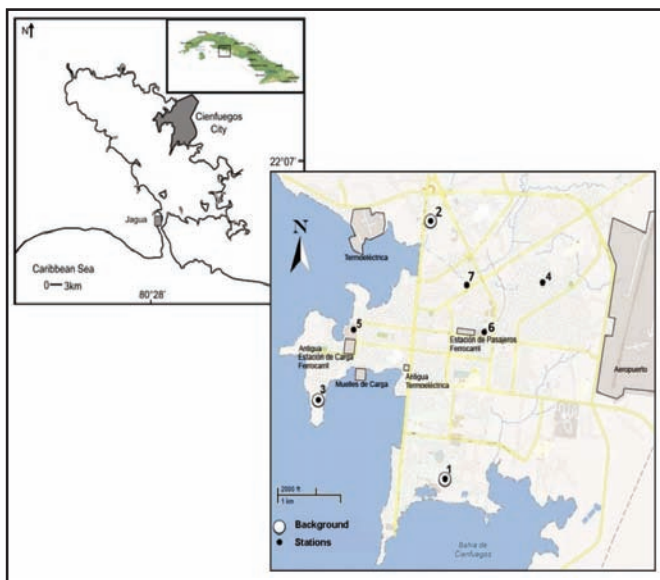 N
Cienfuegos
City
22°07'
Jagua
Caribbean Sea
0 3km
80°28'
N
2
Termoeléctrica
7
4
5
6
Estación de Pasajeros
Ferrocarril
Antigua
Estación de Carga
Ferrocarril
Muelles de Carga
Antigua
Termoeléctrica
Aeropuerto
3
1
2000 ft
1 km
Background
Stations
Bahía de
Cienfuegos